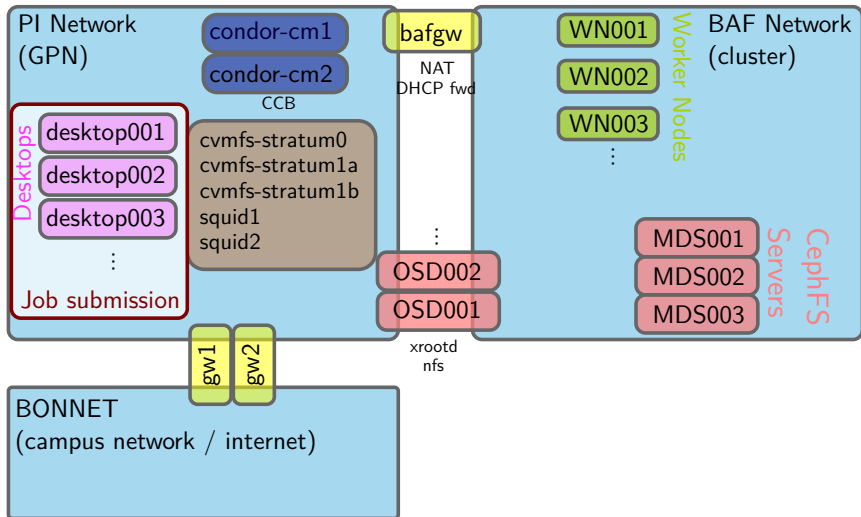 PI Network
(GPN)
condor-cm1
condor-cm2
CCB
Desktops
desktop001
desktop002
desktop003
⋮
Job submission
cvmfs-stratum0
cvmfs-stratum1a
cvmfs-stratum1b
squid1
squid2
bafgw
NAT
DHCP fwd
⋮
OSD002
OSD001
xrootd
nfs
BAF Network
(cluster)
WN001
WN002
WN003
⋮
Worker Nodes
MDS001
MDS002
MDS003
CephFS
Servers
gw1
gw2
BONNET
(campus network / internet)